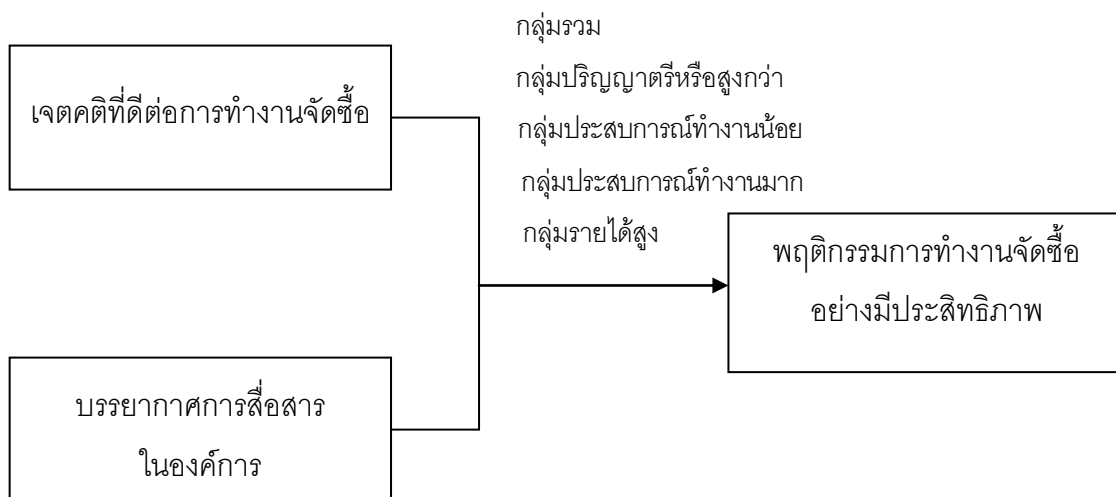 กลุ่มรวม
กลุ่มปริญญาตรีหรือสูงกว่า
กลุ่มประสบการณ์ทำงานน้อย
กลุ่มประสบการณ์ทำงานมาก
กลุ่มรายได้สูง
เจตคติที่ดีต่อการทำงานจัดซื้อ
พฤติกรรมการทำงานจัดซื้อ
อย่างมีประสิทธิภาพ
บรรยากาศการสื่อสาร
ในองค์การ